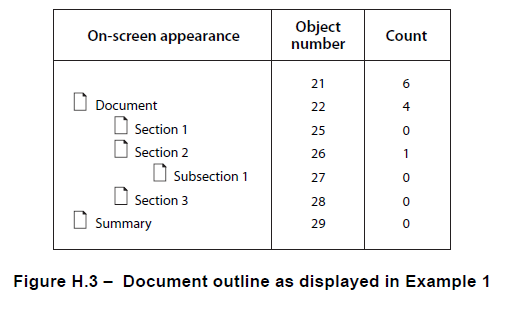 On-screen appearance Object number Count
21 6
Document 22 4
Section 1 25 0
Section 2 26 1
Subsection 1 27 0
Section 3 28 0
Summary 29 0
Figure H.3 – Document outline as displayed in Example 1